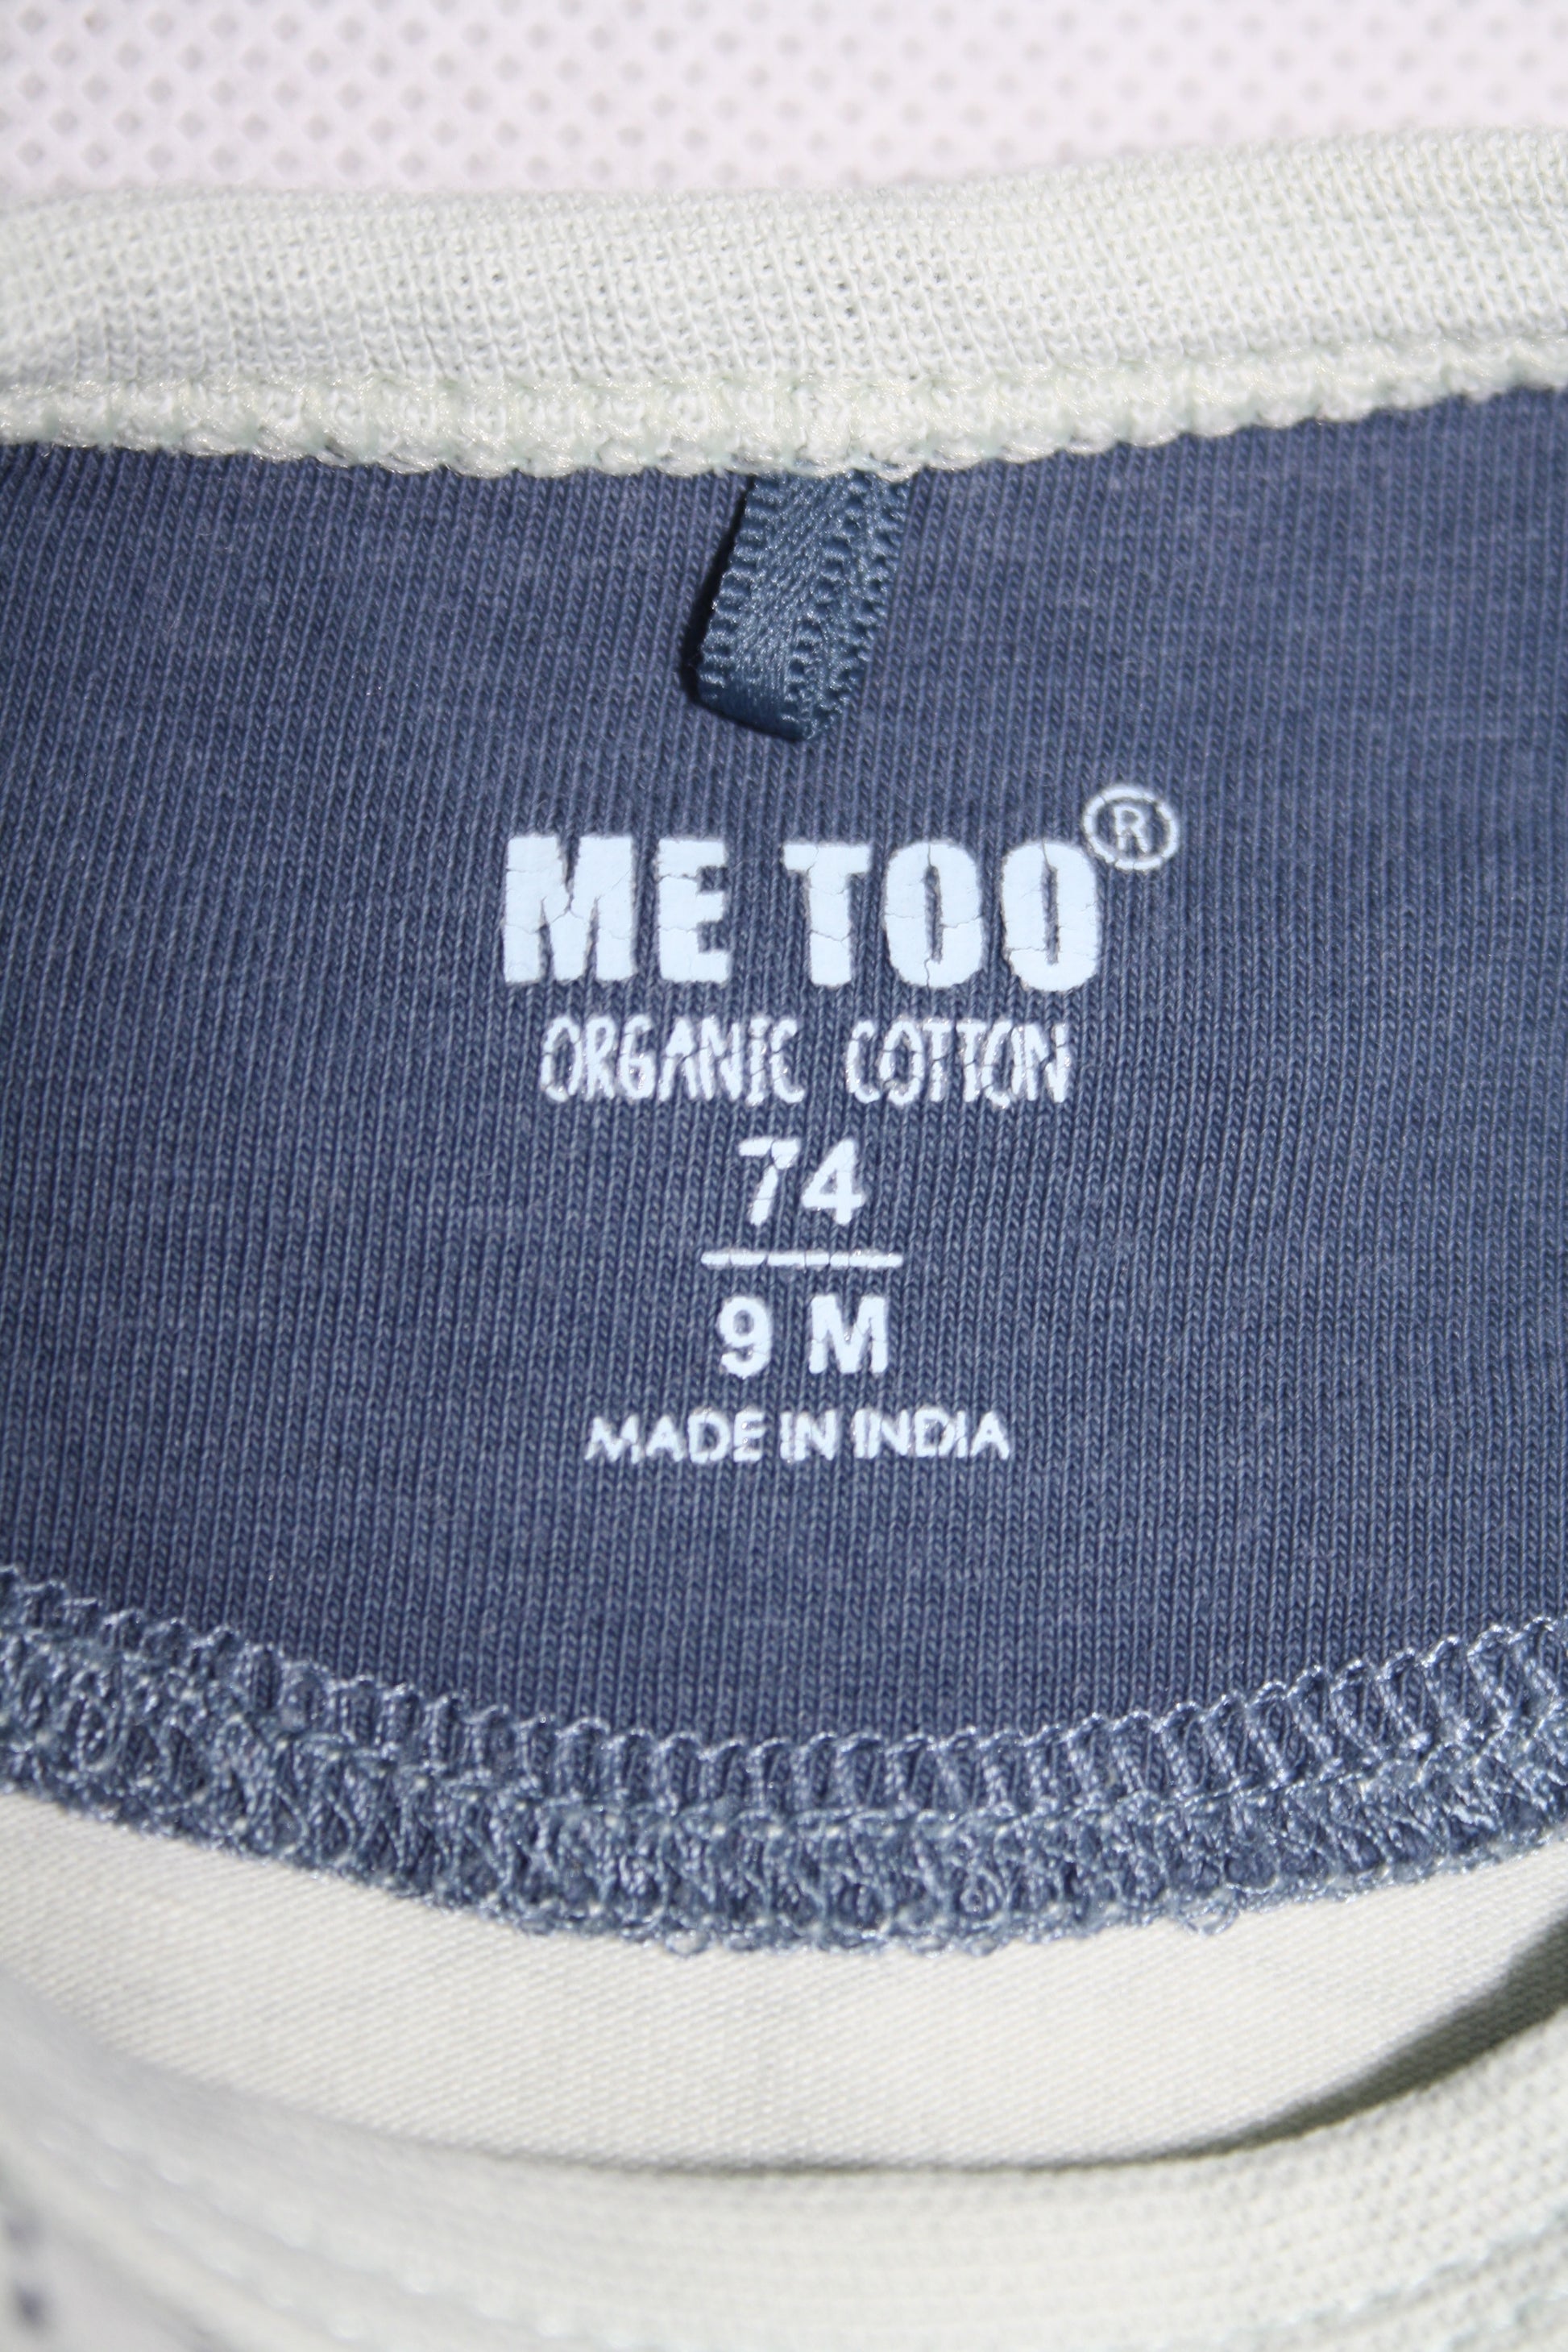 ME TOO®
ORGANIC COTTON
74
9 M
MADE IN INDIA